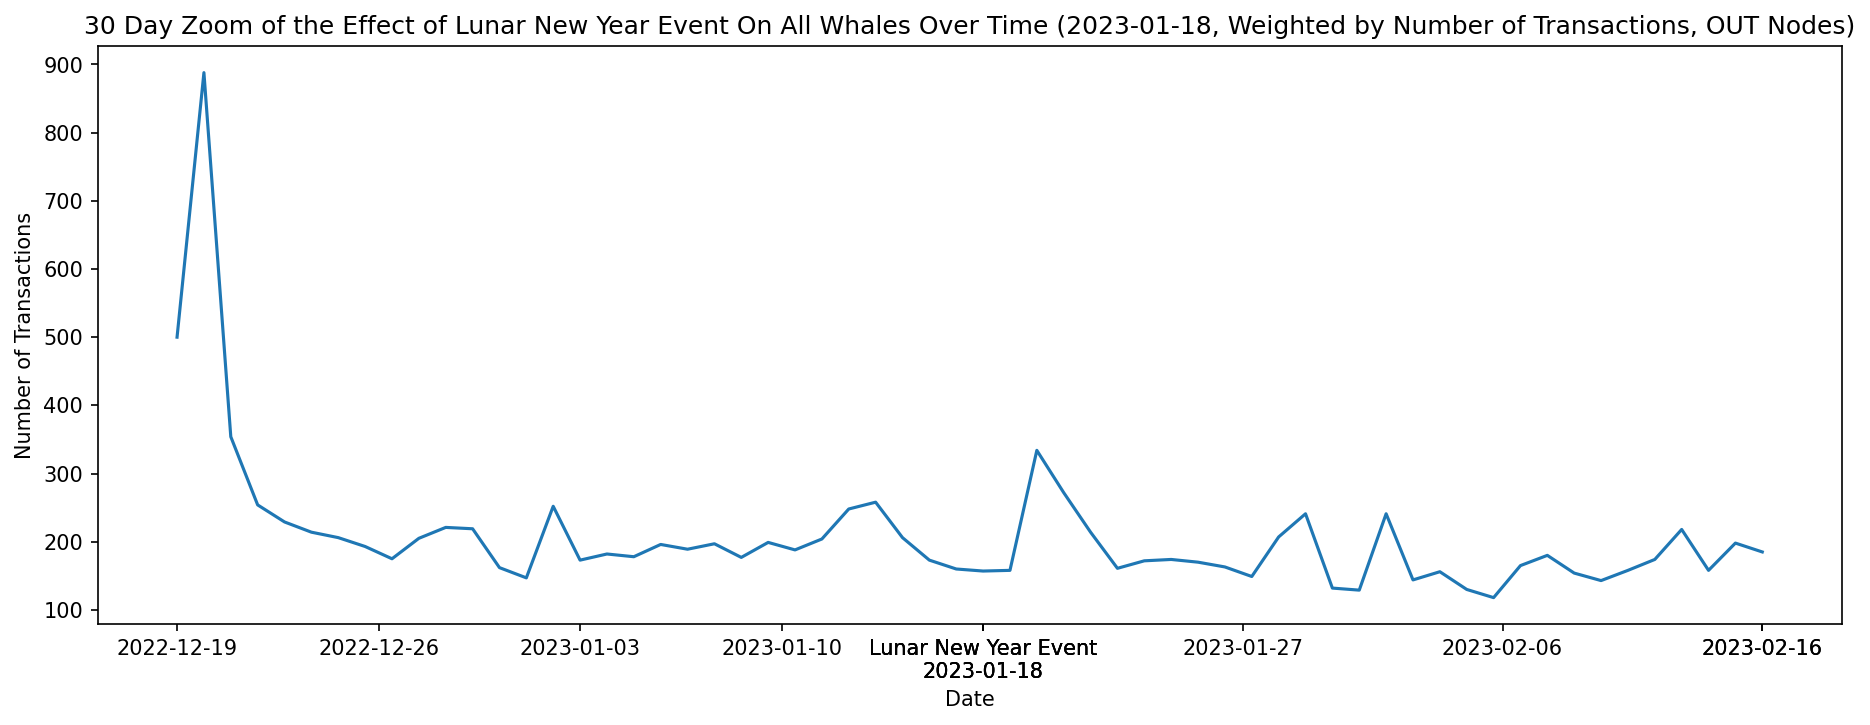 30 Day Zoom of the Effect of Lunar New Year Event On All Whales Over Time (2023-01-18, Weighted by Number of Transactions, OUT Nodes)
Number of Transactions
900
800
700
600
500
400
300
200
100
2022-12-19 2022-12-26 2023-01-03 2023-01-10 Lunar New Year Event 2023-01-27 2023-02-06 2023-02-16
2023-01-18
Date